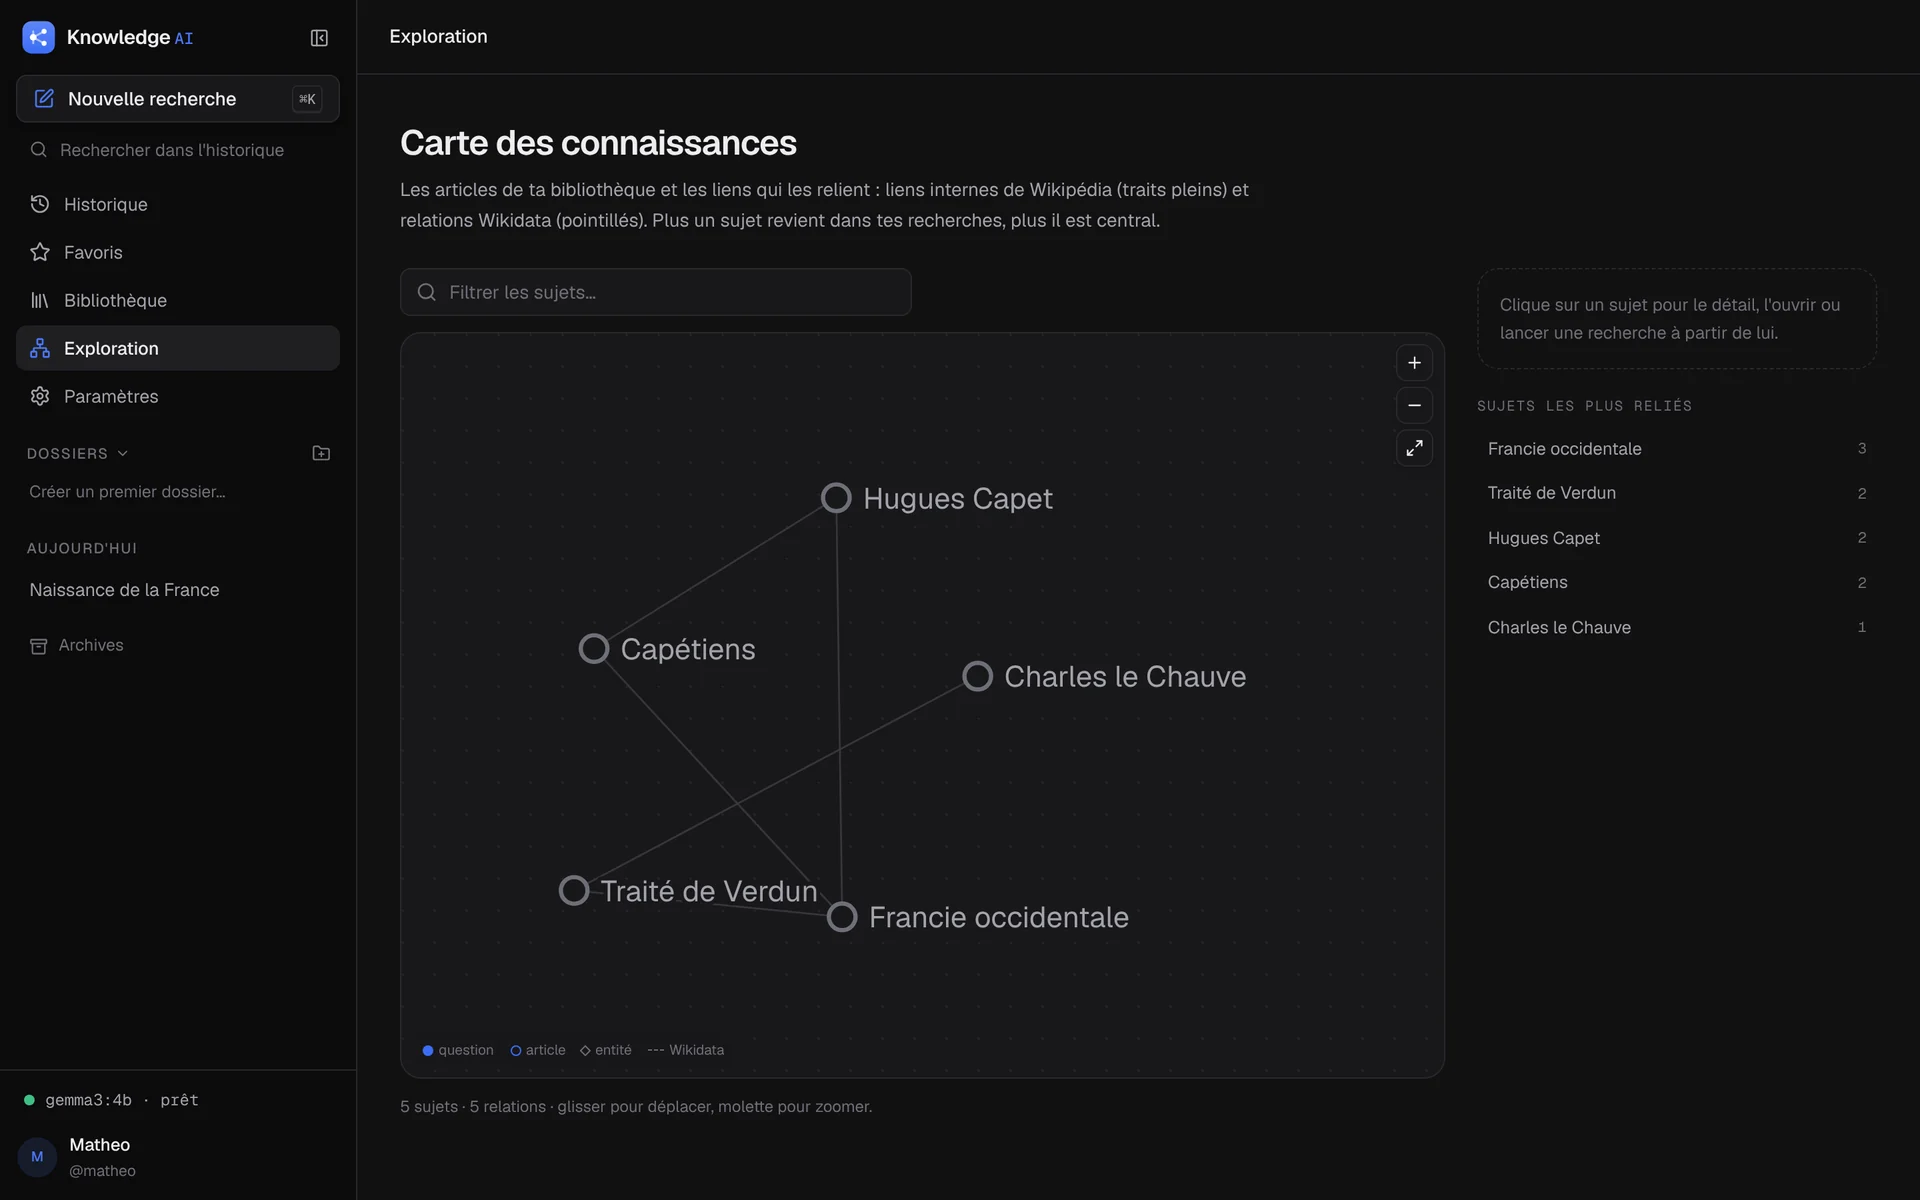 Knowledge AI
Nouvelle recherche ⌘K
Rechercher dans l'historique
Historique
Favoris
Bibliothèque
Exploration
Paramètres
DOSSIERS
Créer un premier dossier…
AUJOURD'HUI
Naissance de la France
Archives
gemma3:4b · prêt
M
Matheo
@matheo
Exploration
Carte des connaissances
Les articles de ta bibliothèque et les liens qui les relient : liens internes de Wikipédia (traits pleins) et
relations Wikidata (pointillés). Plus un sujet revient dans tes recherches, plus il est central.
Filtrer les sujets…
Hugues Capet
Capétiens
Charles le Chauve
Traité de Verdun
Francie occidentale
question article entité --- Wikidata
5 sujets · 5 relations · glisser pour déplacer, molette pour zoomer.
Clique sur un sujet pour le détail, l'ouvrir ou
lancer une recherche à partir de lui.
SUJETS LES PLUS RELIÉS
Francie occidentale 3
Traité de Verdun 2
Hugues Capet 2
Capétiens 2
Charles le Chauve 1